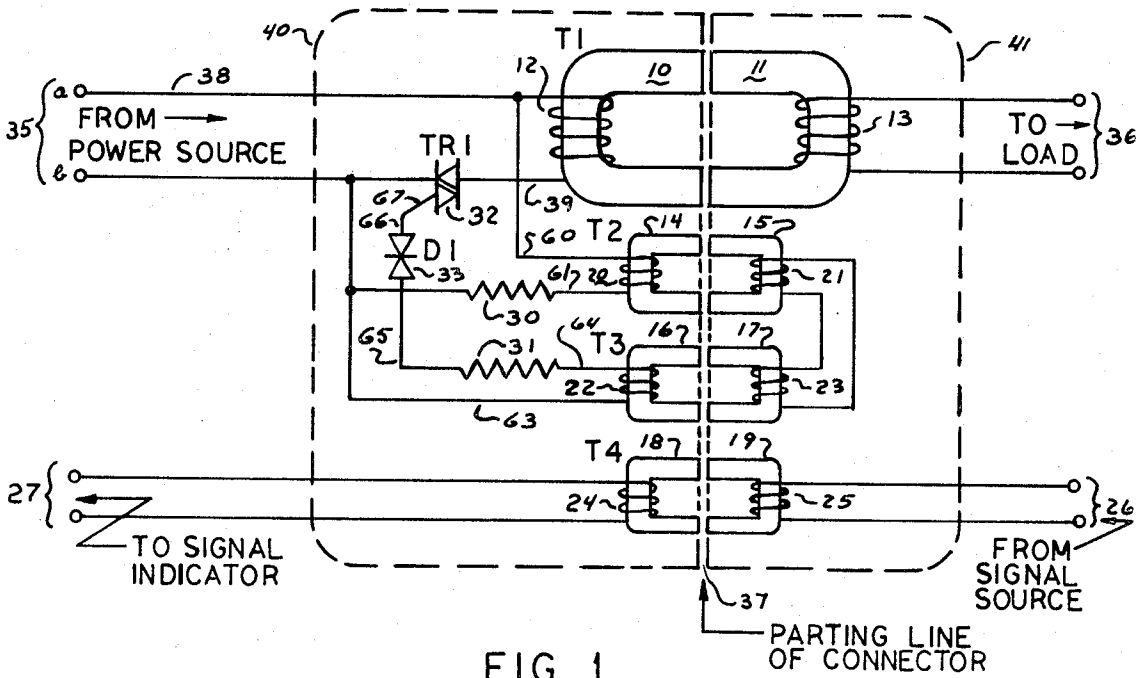 40
41
T1
12
10
11
13
38
a
35
FROM
POWER SOURCE
b
TO
LOAD
36
TR1
67
66
32
39
D1
33
T2
14
15
60
61
20
21
30
65
31
64
T3
16
17
22
23
63
T4
18
19
27
24
25
26
TO SIGNAL
INDICATOR
FROM
SIGNAL
SOURCE
37
PARTING LINE
OF CONNECTOR
FIG 1